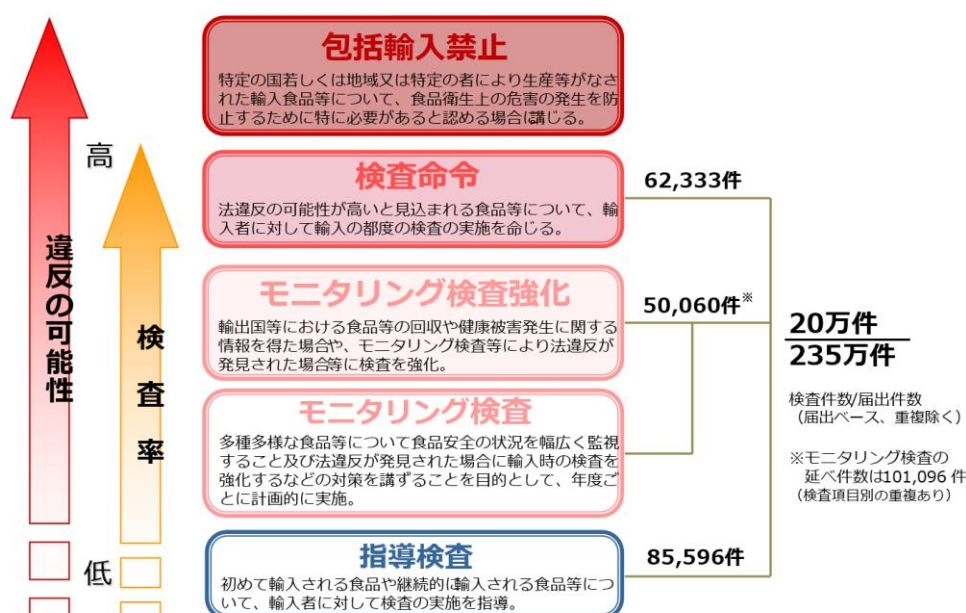 包括輸入禁止
特定の国若しくは地域又は特定の者により生産等がなさ
れた輸入食品等について、食品衛生上の危害の発生を防
止するために特に必要があると認める場合に講じる。
高
検査命令
62,333件
法違反の可能性が高いと見込まれる食品等について、輸
入者に対して輸入の都度の検査の実施を命じる。
違反の可能性
検査率
モニタリング検査強化
50,060件※
輸出国等における食品等の回収や健康被害発生に関する
情報を得た場合や、モニタリング検査等により法違反が
発見された場合等に検査を強化。
20万件
235万件
検査件数/届出件数
(届出ベース、重複除く)
モニタリング検査
多種多様な食品等について食品安全の状況を幅広く監視
すること及び法違反が発見された場合に輸入時の検査を
強化するなどの対策を講ずることを目的として、年度ご
とに計画的に実施。
※モニタリング検査の
延べ件数は101,096 件
(検査項目別の重複あり)
低
指導検査
85,596件
初めて輸入される食品や継続的に輸入される食品等につ
いて、輸入者に対して検査の実施を指導。